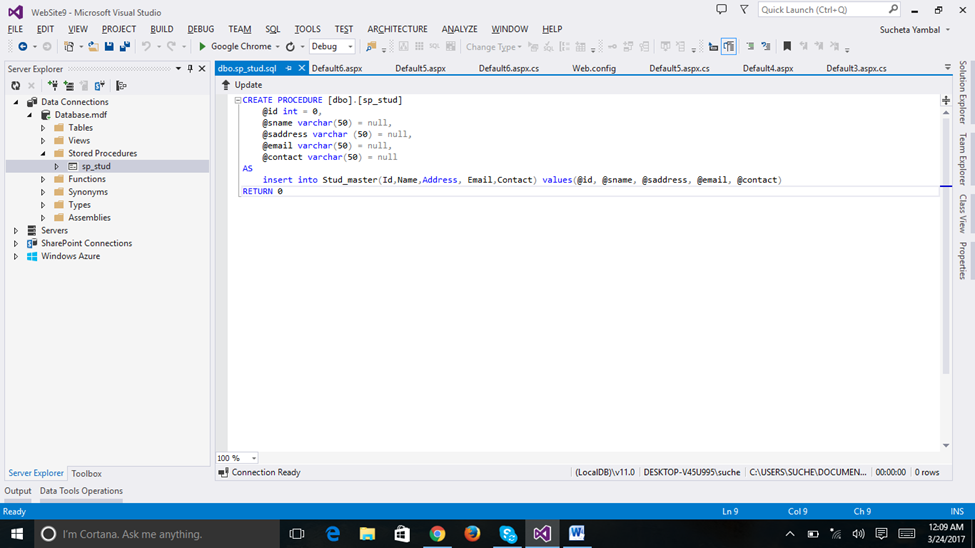 WebSite9 - Microsoft Visual Studio
Quick Launch (Ctrl+Q)
FILE EDIT VIEW PROJECT BUILD DEBUG TEAM SQL TOOLS TEST ARCHITECTURE ANALYZE WINDOW HELP
Sucheta Yambal
Google Chrome Debug Change Type
Server Explorer
Data Connections
Database.mdf
Tables
Views
Stored Procedures
sp_stud
Functions
Synonyms
Types
Assemblies
Servers
SharePoint Connections
Windows Azure
Server Explorer Toolbox
dbo.sp_stud.sql Default6.aspx Default5.aspx Default6.aspx.cs Web.config Default5.aspx.cs Default4.aspx Default3.aspx.cs
Update
CREATE PROCEDURE [dbo].[sp_stud]
@id int = 0,
@sname varchar(50) = null,
@saddress varchar (50) = null,
@email varchar(50) = null,
@contact varchar(50) = null
AS
insert into Stud_master(Id,Name,Address, Email,Contact) values(@id, @sname, @saddress, @email, @contact)
RETURN 0
100 %
Connection Ready (LocalDB)\v11.0 DESKTOP-V45U995\suche C:\USERS\SUCHE\DOCUMEN... 00:00:00 0 rows
Solution Explorer
Team Explorer
Class View
Properties
Output Data Tools Operations
Ready Ln 9 Col 9 Ch 9 INS
I'm Cortana. Ask me anything.
12:09 AM
3/24/2017